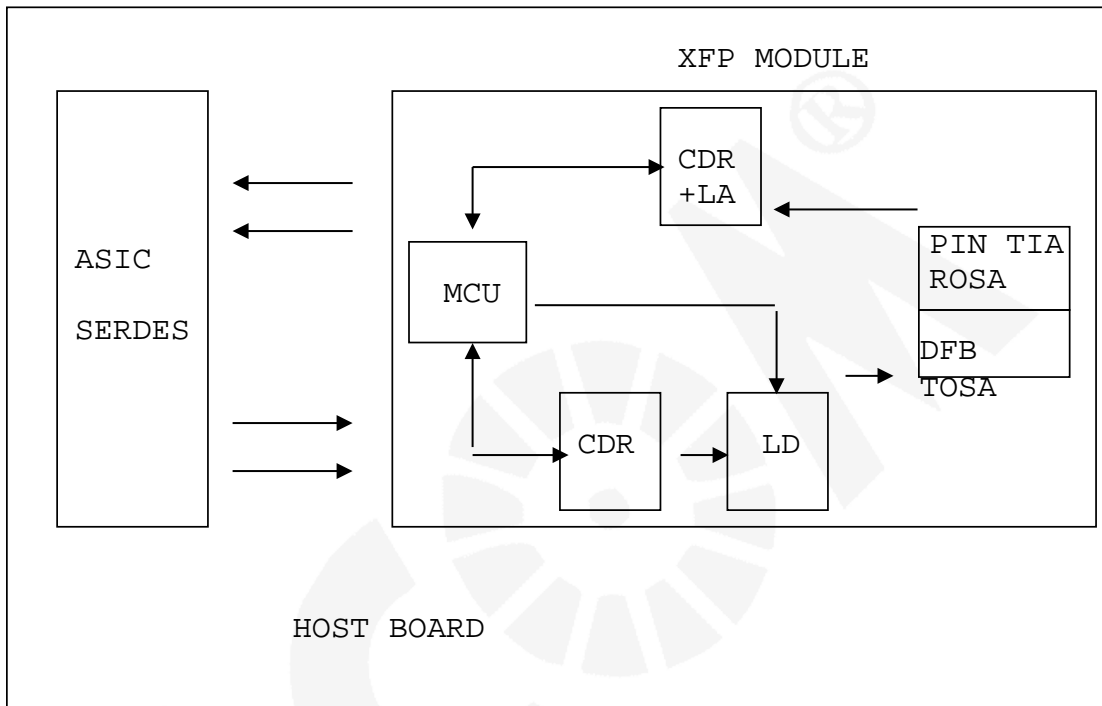 XFP MODULE
CDR
+LA
PIN TIA
ROSA
DFB
TOSA
ASIC
SERDES
MCU
CDR
LD
HOST BOARD
®